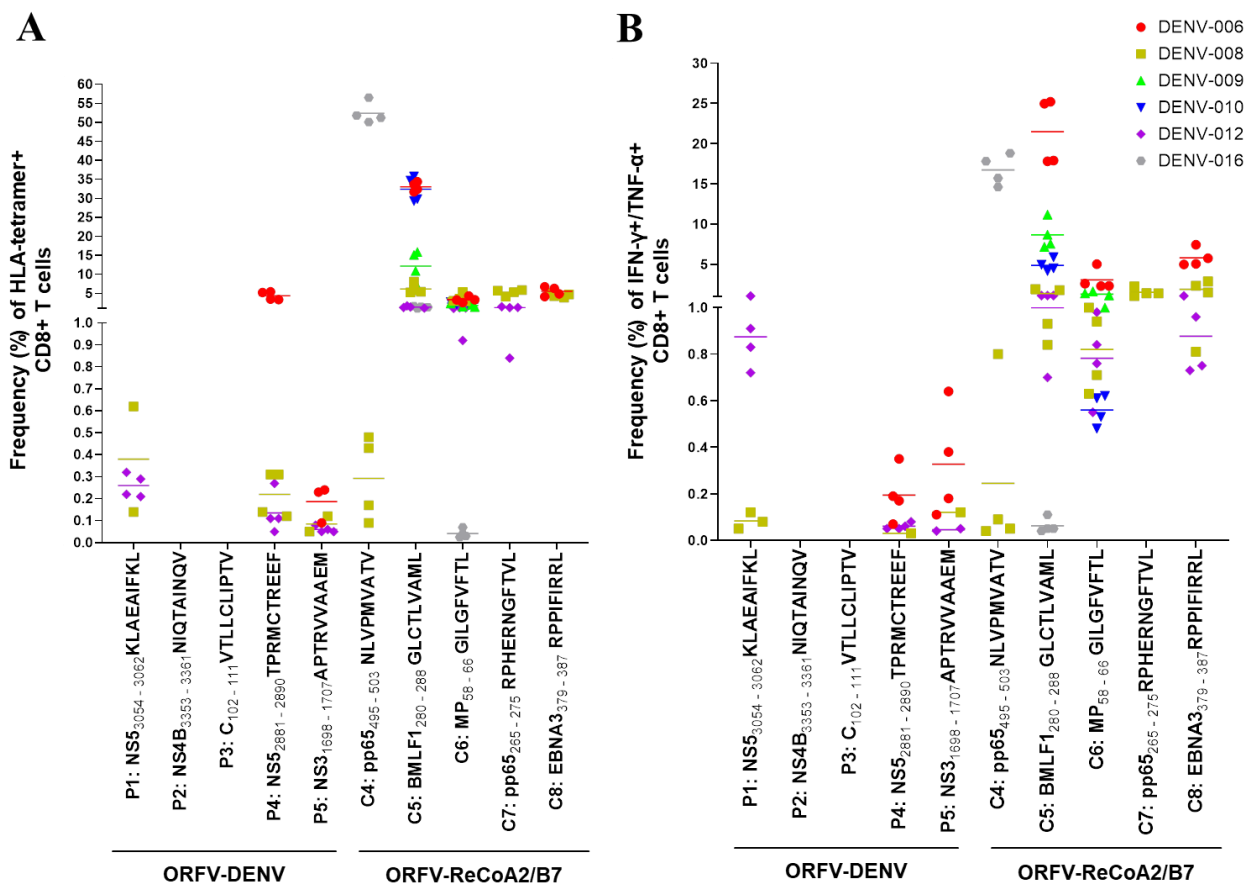 A
B
DENV-006
DENV-008
DENV-009
DENV-010
DENV-012
DENV-016
Frequency (%) of HLA-tetramer+
CD8+ T cells
60
55
50
45
40
35
30
25
20
15
10
5
1.0
0.9
0.8
0.7
0.6
0.5
0.4
0.3
0.2
0.1
0.0
P1: NS5 3054 - 3062 KLAEAIFKL
P2: NS4B 3353 - 3361 NIQTAINQV
P3: C 102 - 111 VTLLCLIPTV
P4: NS5 2881 - 2890 TPRMCTREEF
P5: NS3 1698 - 1707 APTRVVAAEM
C4: pp65 495 - 503 NLVPMVATV
C5: BMLF1 280 - 288 GLCTLVAML
C6: MP 58 - 66 GILGFVFTL
C7: pp65 265 - 275 RPHERNGFTVL
C8: EBNA3 379 - 387 RPPIFIRRL
ORFV-DENV
ORFV-ReCoA2/B7
Frequency (%) of IFN-γ+/TNF-α+
CD8+ T cells
30
25
20
15
10
5
1.0
0.8
0.6
0.4
0.2
0.0
P1: NS5 3054 - 3062 KLAEAIFKL
P2: NS4B 3353 - 3361 NIQTAINQV
P3: C 102 - 111 VTLLCLIPTV
P4: NS5 2881 - 2890 TPRMCTREEF
P5: NS3 1698 - 1707 APTRVVAAEM
C4: pp65 495 - 503 NLVPMVATV
C5: BMLF1 280 - 288 GLCTLVAML
C6: MP 58 - 66 GILGFVFTL
C7: pp65 265 - 275 RPHERNGFTVL
C8: EBNA3 379 - 387 RPPIFIRRL
ORFV-DENV
ORFV-ReCoA2/B7